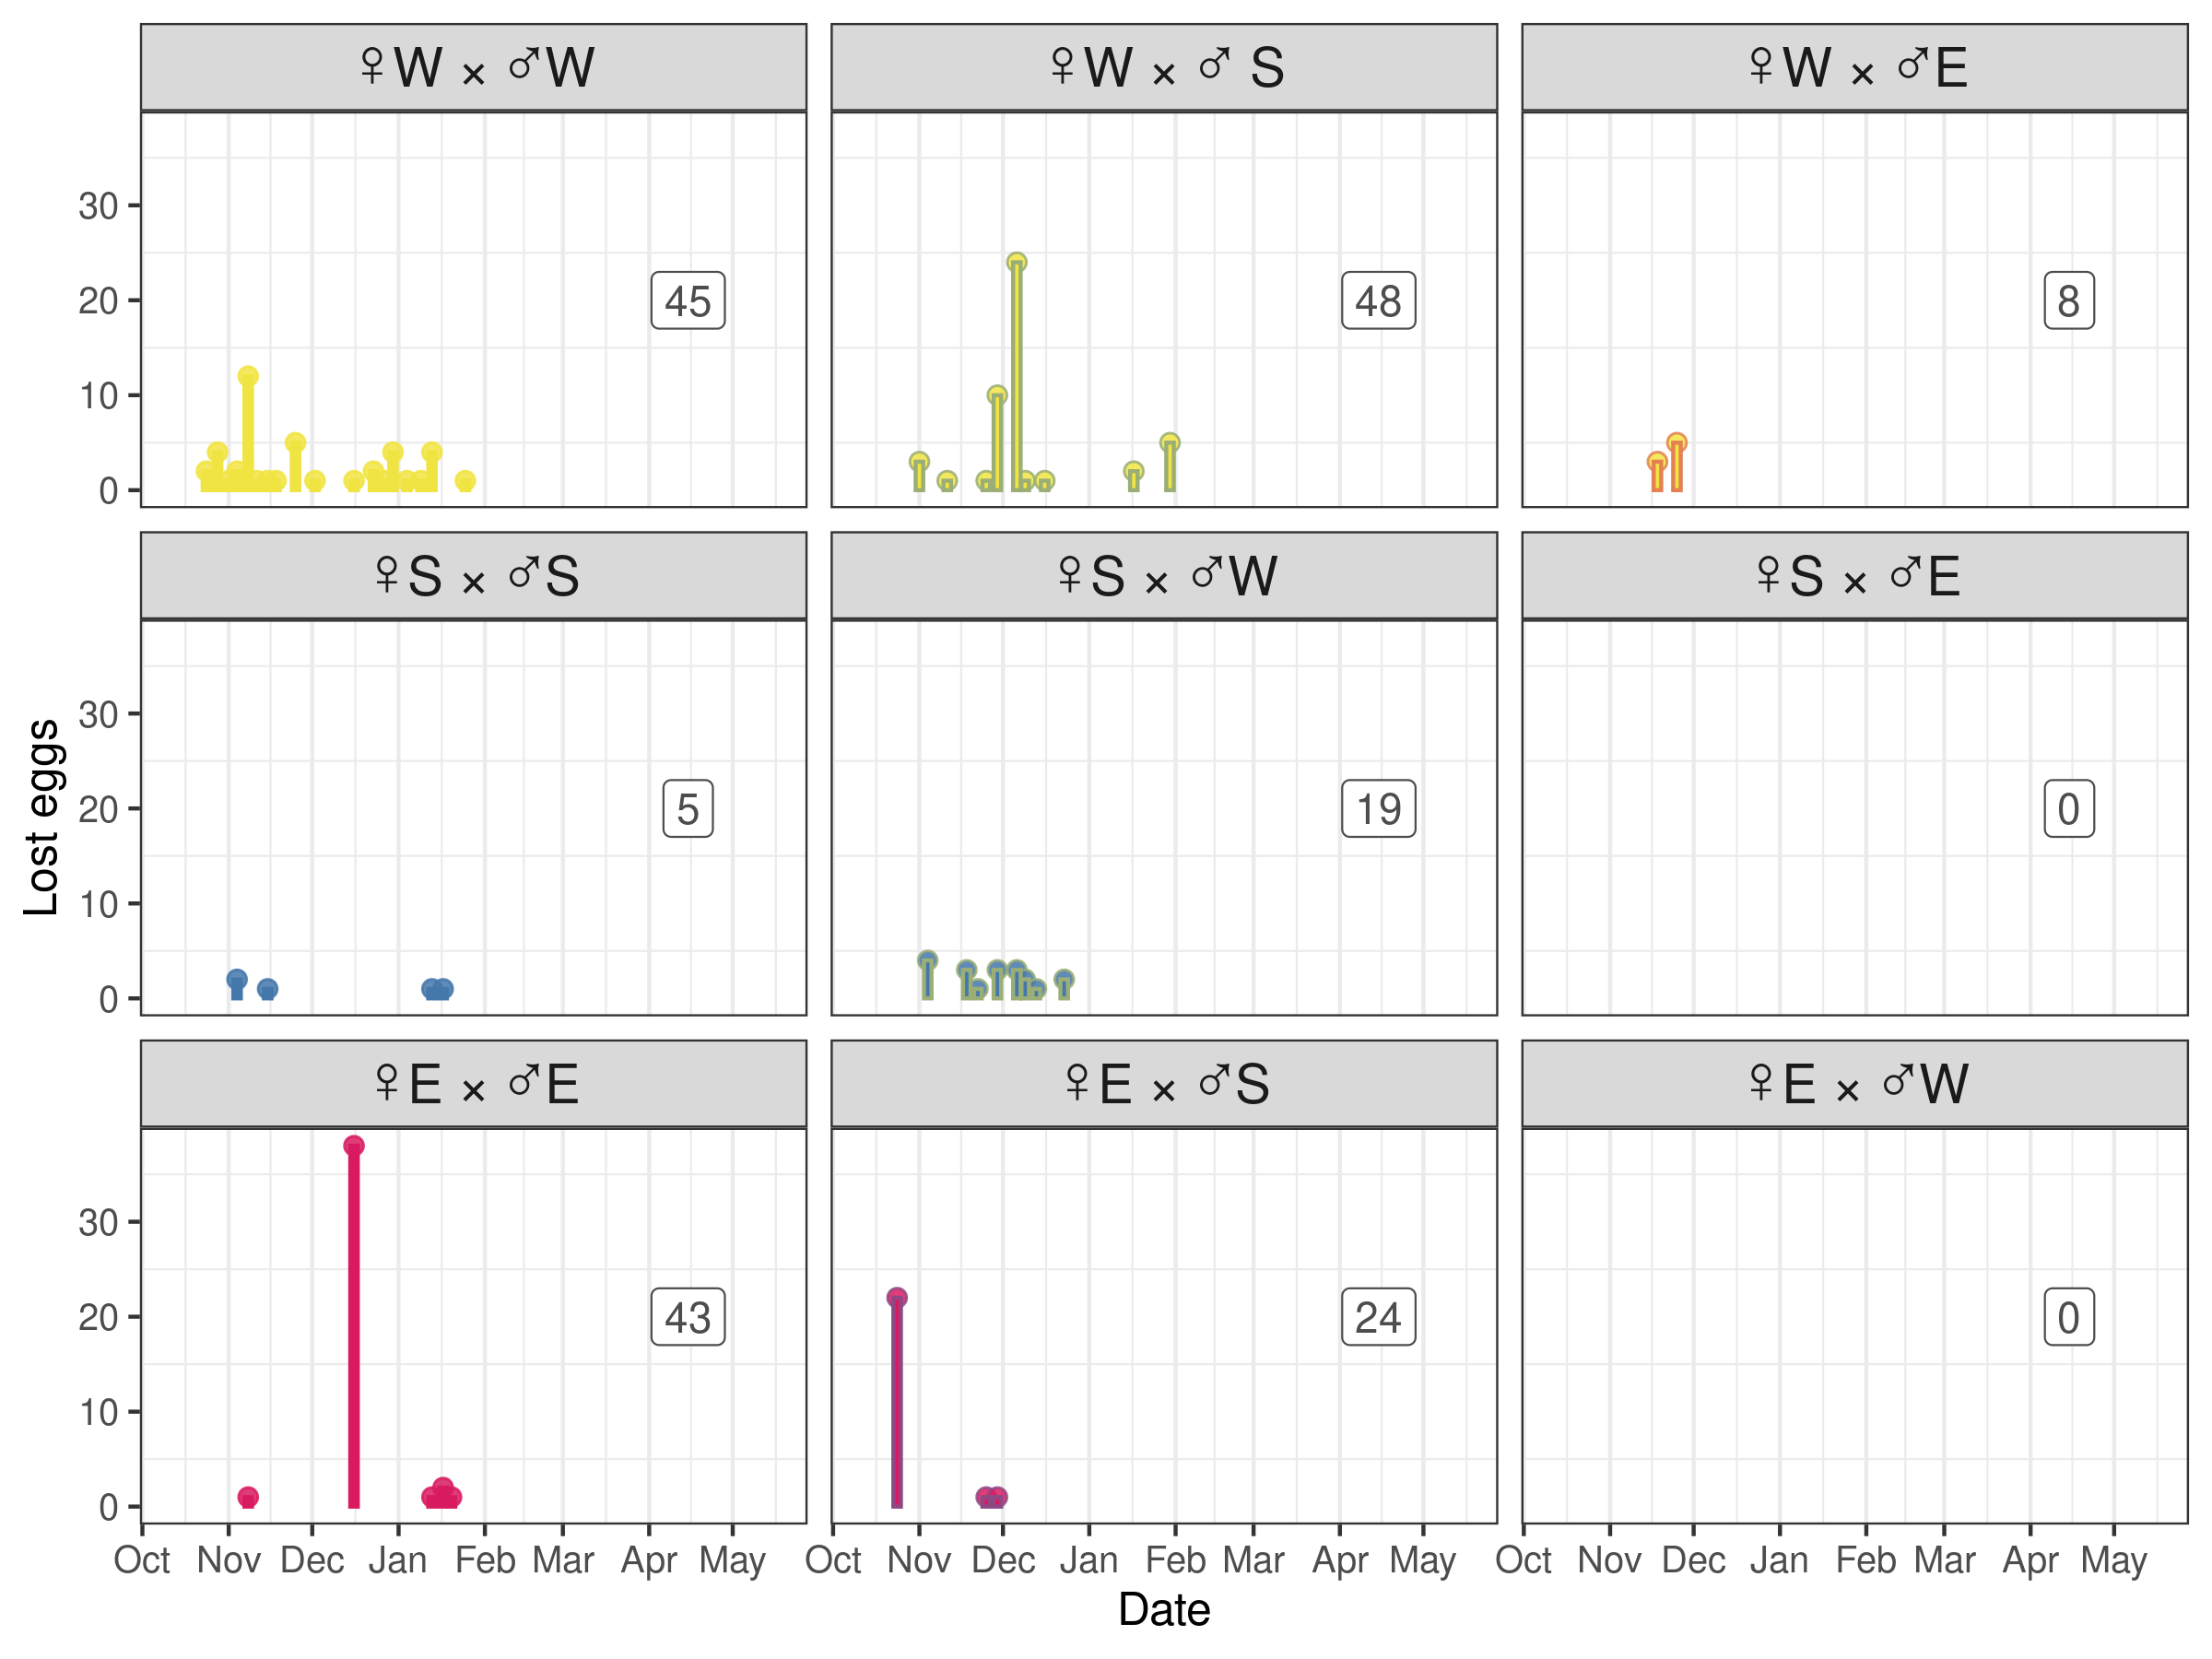 ♀W × ♂W
♀W × ♂ S
♀W × ♂E
30
20
10
0
45
48
8
♀S × ♂S
♀S × ♂W
♀S × ♂E
Lost eggs
30
20
10
0
5
19
0
♀E × ♂E
♀E × ♂S
♀E × ♂W
30
20
10
0
43
24
0
Oct Nov Dec Jan Feb Mar Apr May
Oct Nov Dec Jan Feb Mar Apr May
Oct Nov Dec Jan Feb Mar Apr May
Date